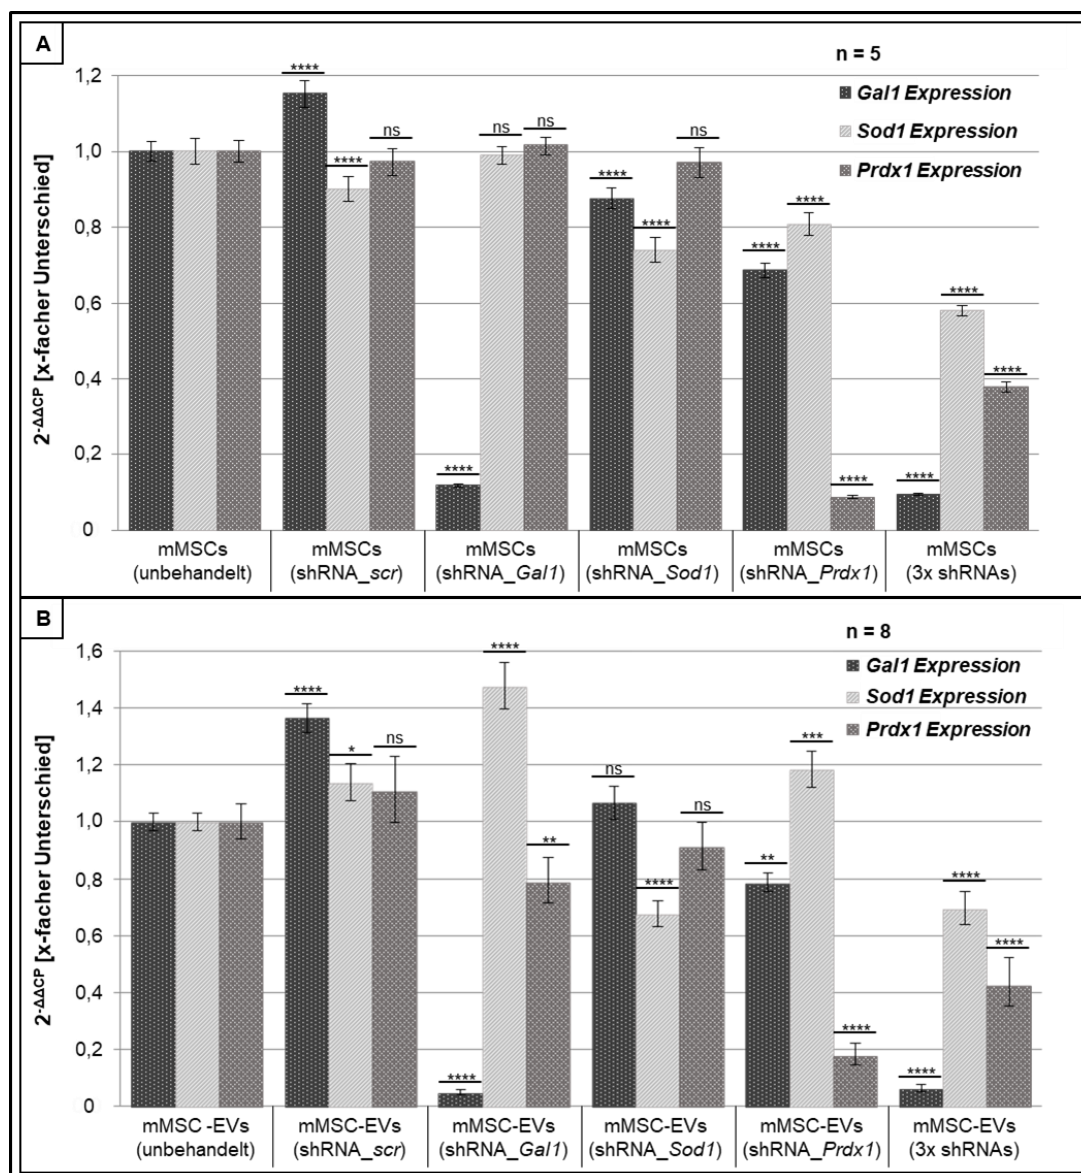 A
n = 5
Gal1 Expression
Sod1 Expression
Prdx1 Expression
2-ΔΔCP [x-facher Unterschied]
1,2
1,0
0,8
0,6
0,4
0,2
0
****
****
ns
****
ns
ns
****
****
ns
****
****
****
****
****
****
mMSCs
(unbehandelt)
mMSCs
(shRNA_scr)
mMSCs
(shRNA_Gal1)
mMSCs
(shRNA_Sod1)
mMSCs
(shRNA_Prdx1)
mMSCs
(3x shRNAs)
B
n = 8
Gal1 Expression
Sod1 Expression
Prdx1 Expression
2-ΔΔCP [x-facher Unterschied]
1,6
1,4
1,2
1,0
0,8
0,6
0,4
0,2
0
****
*
ns
****
****
**
ns
****
ns
**
***
****
****
****
****
mMSC -EVs
(unbehandelt)
mMSC-EVs
(shRNA_scr)
mMSC-EVs
(shRNA_Gal1)
mMSC-EVs
(shRNA_Sod1)
mMSC-EVs
(shRNA_Prdx1)
mMSC-EVs
(3x shRNAs)